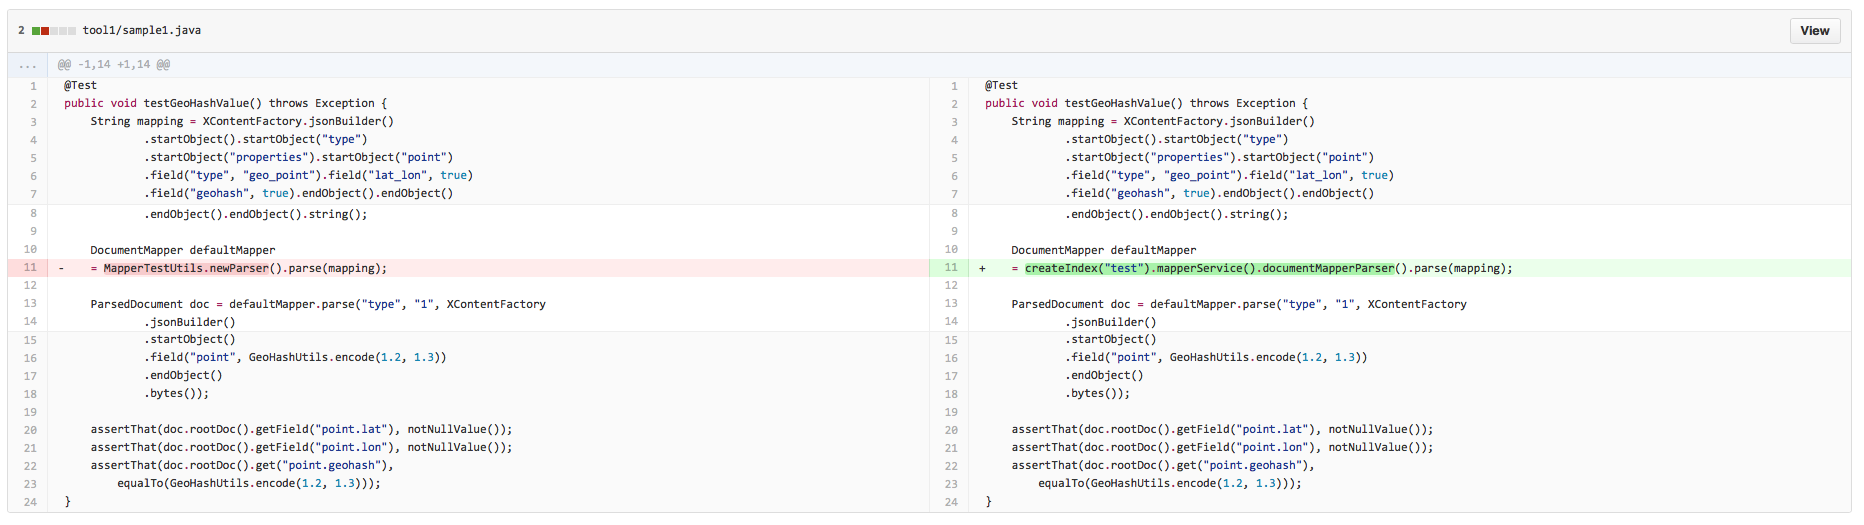 2 tool1/sample1.java View
... @@ -1,14 +1,14 @@
1 @Test
2 public void testGeoHashValue() throws Exception {
3 String mapping = XContentFactory.jsonBuilder()
4 .startObject().startObject("type")
5 .startObject("properties").startObject("point")
6 .field("type", "geo_point").field("lat_lon", true)
7 .field("geohash", true).endObject().endObject()
8 .endObject().endObject().string();
9
10 DocumentMapper defaultMapper
11 - = MapperTestUtils.newParser().parse(mapping);
12
13 ParsedDocument doc = defaultMapper.parse("type", "1", XContentFactory
14 .jsonBuilder()
15 .startObject()
16 .field("point", GeoHashUtils.encode(1.2, 1.3))
17 .endObject()
18 .bytes());
19
20 assertThat(doc.rootDoc().getField("point.lat"), notNullValue());
21 assertThat(doc.rootDoc().getField("point.lon"), notNullValue());
22 assertThat(doc.rootDoc().get("point.geohash"),
23 equalTo(GeoHashUtils.encode(1.2, 1.3)));
24 }
1 @Test
2 public void testGeoHashValue() throws Exception {
3 String mapping = XContentFactory.jsonBuilder()
4 .startObject().startObject("type")
5 .startObject("properties").startObject("point")
6 .field("type", "geo_point").field("lat_lon", true)
7 .field("geohash", true).endObject().endObject()
8 .endObject().endObject().string();
9
10 DocumentMapper defaultMapper
11 + = createIndex("test").mapperService().documentMapperParser().parse(mapping);
12
13 ParsedDocument doc = defaultMapper.parse("type", "1", XContentFactory
14 .jsonBuilder()
15 .startObject()
16 .field("point", GeoHashUtils.encode(1.2, 1.3))
17 .endObject()
18 .bytes());
19
20 assertThat(doc.rootDoc().getField("point.lat"), notNullValue());
21 assertThat(doc.rootDoc().getField("point.lon"), notNullValue());
22 assertThat(doc.rootDoc().get("point.geohash"),
23 equalTo(GeoHashUtils.encode(1.2, 1.3)));
24 }